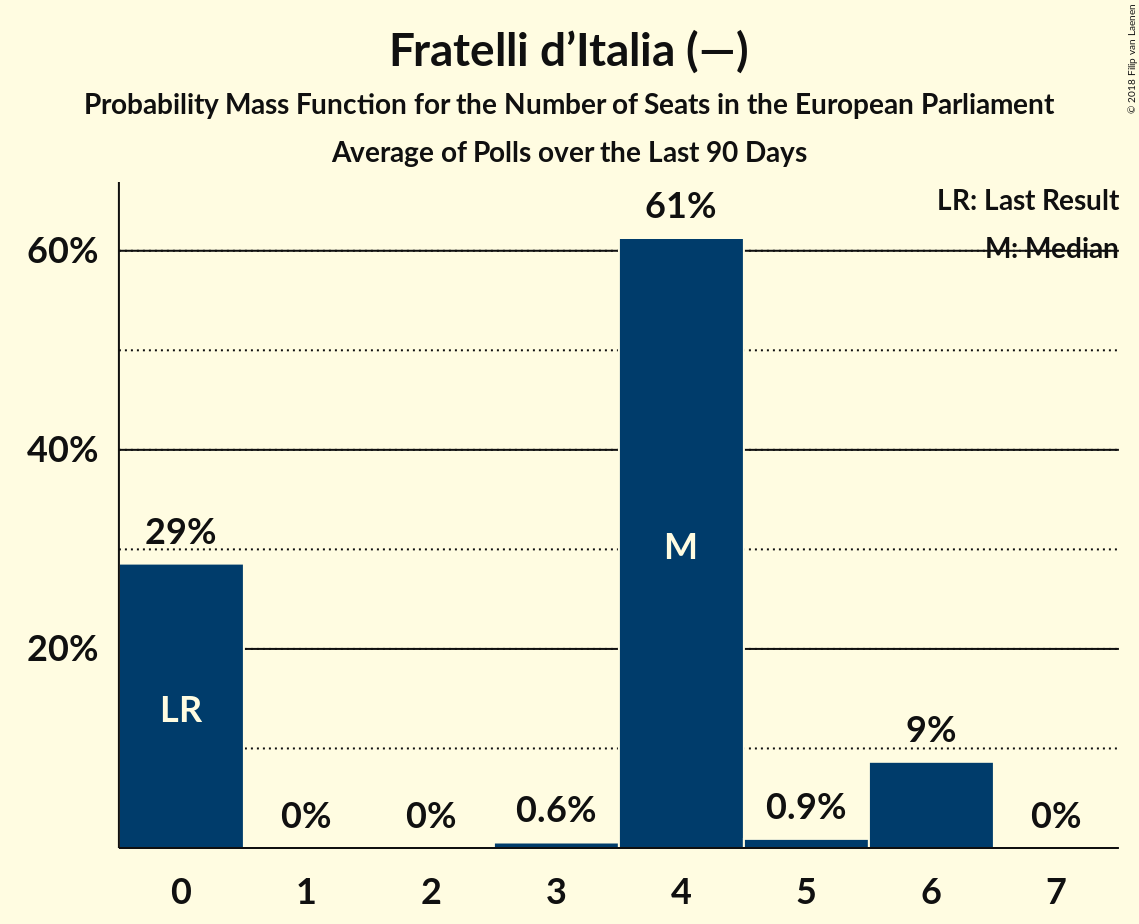 Fratelli d’Italia (—)
Probability Mass Function for the Number of Seats in the European Parliament
Average of Polls over the Last 90 Days
© 2018 Filip van Laenen
LR: Last Result
M: Median
60%
40%
20%
29%
0%
0%
0.6%
61%
0.9%
9%
0%
LR
M
0 1 2 3 4 5 6 7